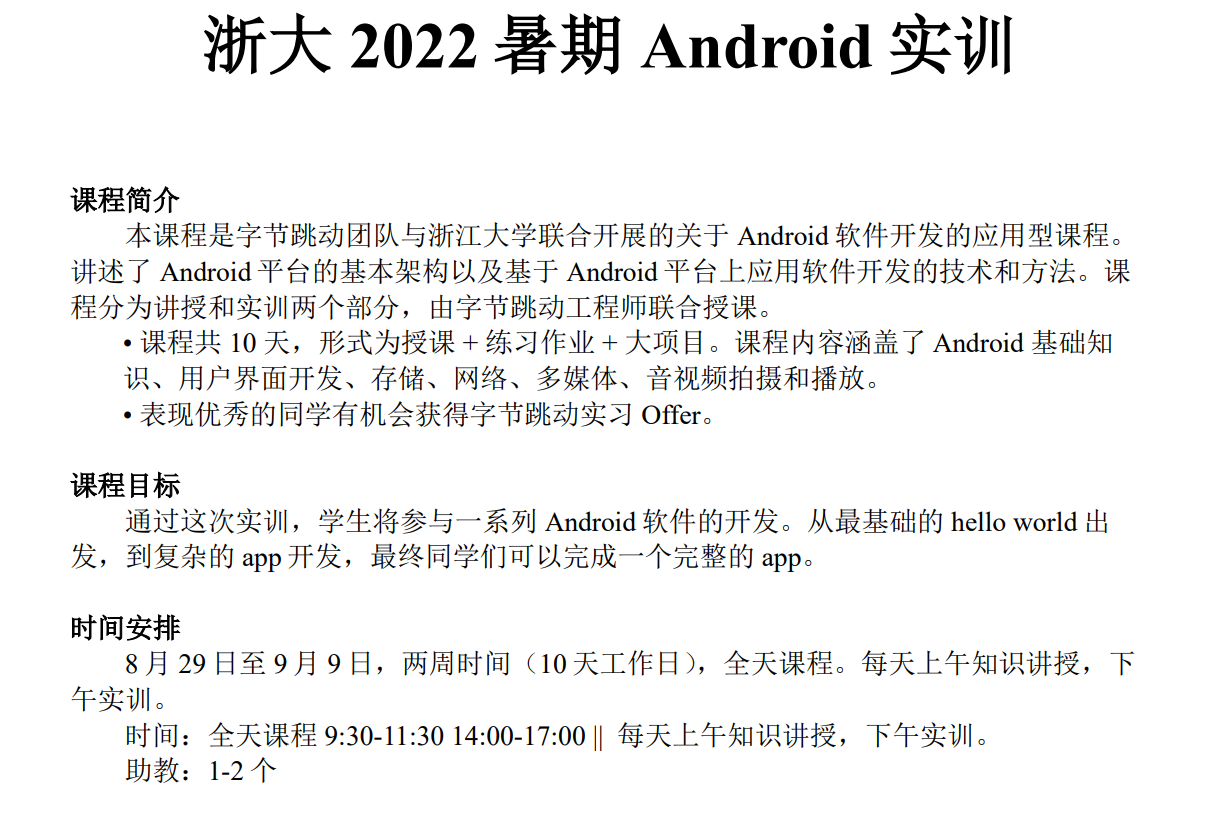 浙大 2022 暑期 Android 实训
课程简介
本课程是字节跳动团队与浙江大学联合开展的关于 Android 软件开发的应用型课程。
讲述了 Android 平台的基本架构以及基于 Android 平台上应用软件开发的技术和方法。课
程分为讲授和实训两个部分，由字节跳动工程师联合授课。
• 课程共 10 天，形式为授课 + 练习作业 + 大项目。课程内容涵盖了 Android 基础知
识、用户界面开发、存储、网络、多媒体、音视频拍摄和播放。
• 表现优秀的同学有机会获得字节跳动实习 Offer。
课程目标
通过这次实训，学生将参与一系列 Android 软件的开发。从最基础的 hello world 出
发，到复杂的 app 开发，最终同学们可以完成一个完整的 app。
时间安排
8 月 29 日至 9 月 9 日，两周时间（10 天工作日），全天课程。每天上午知识讲授，下
午实训。
时间：全天课程 9:30-11:30 14:00-17:00 || 每天上午知识讲授，下午实训。
助教：1-2 个